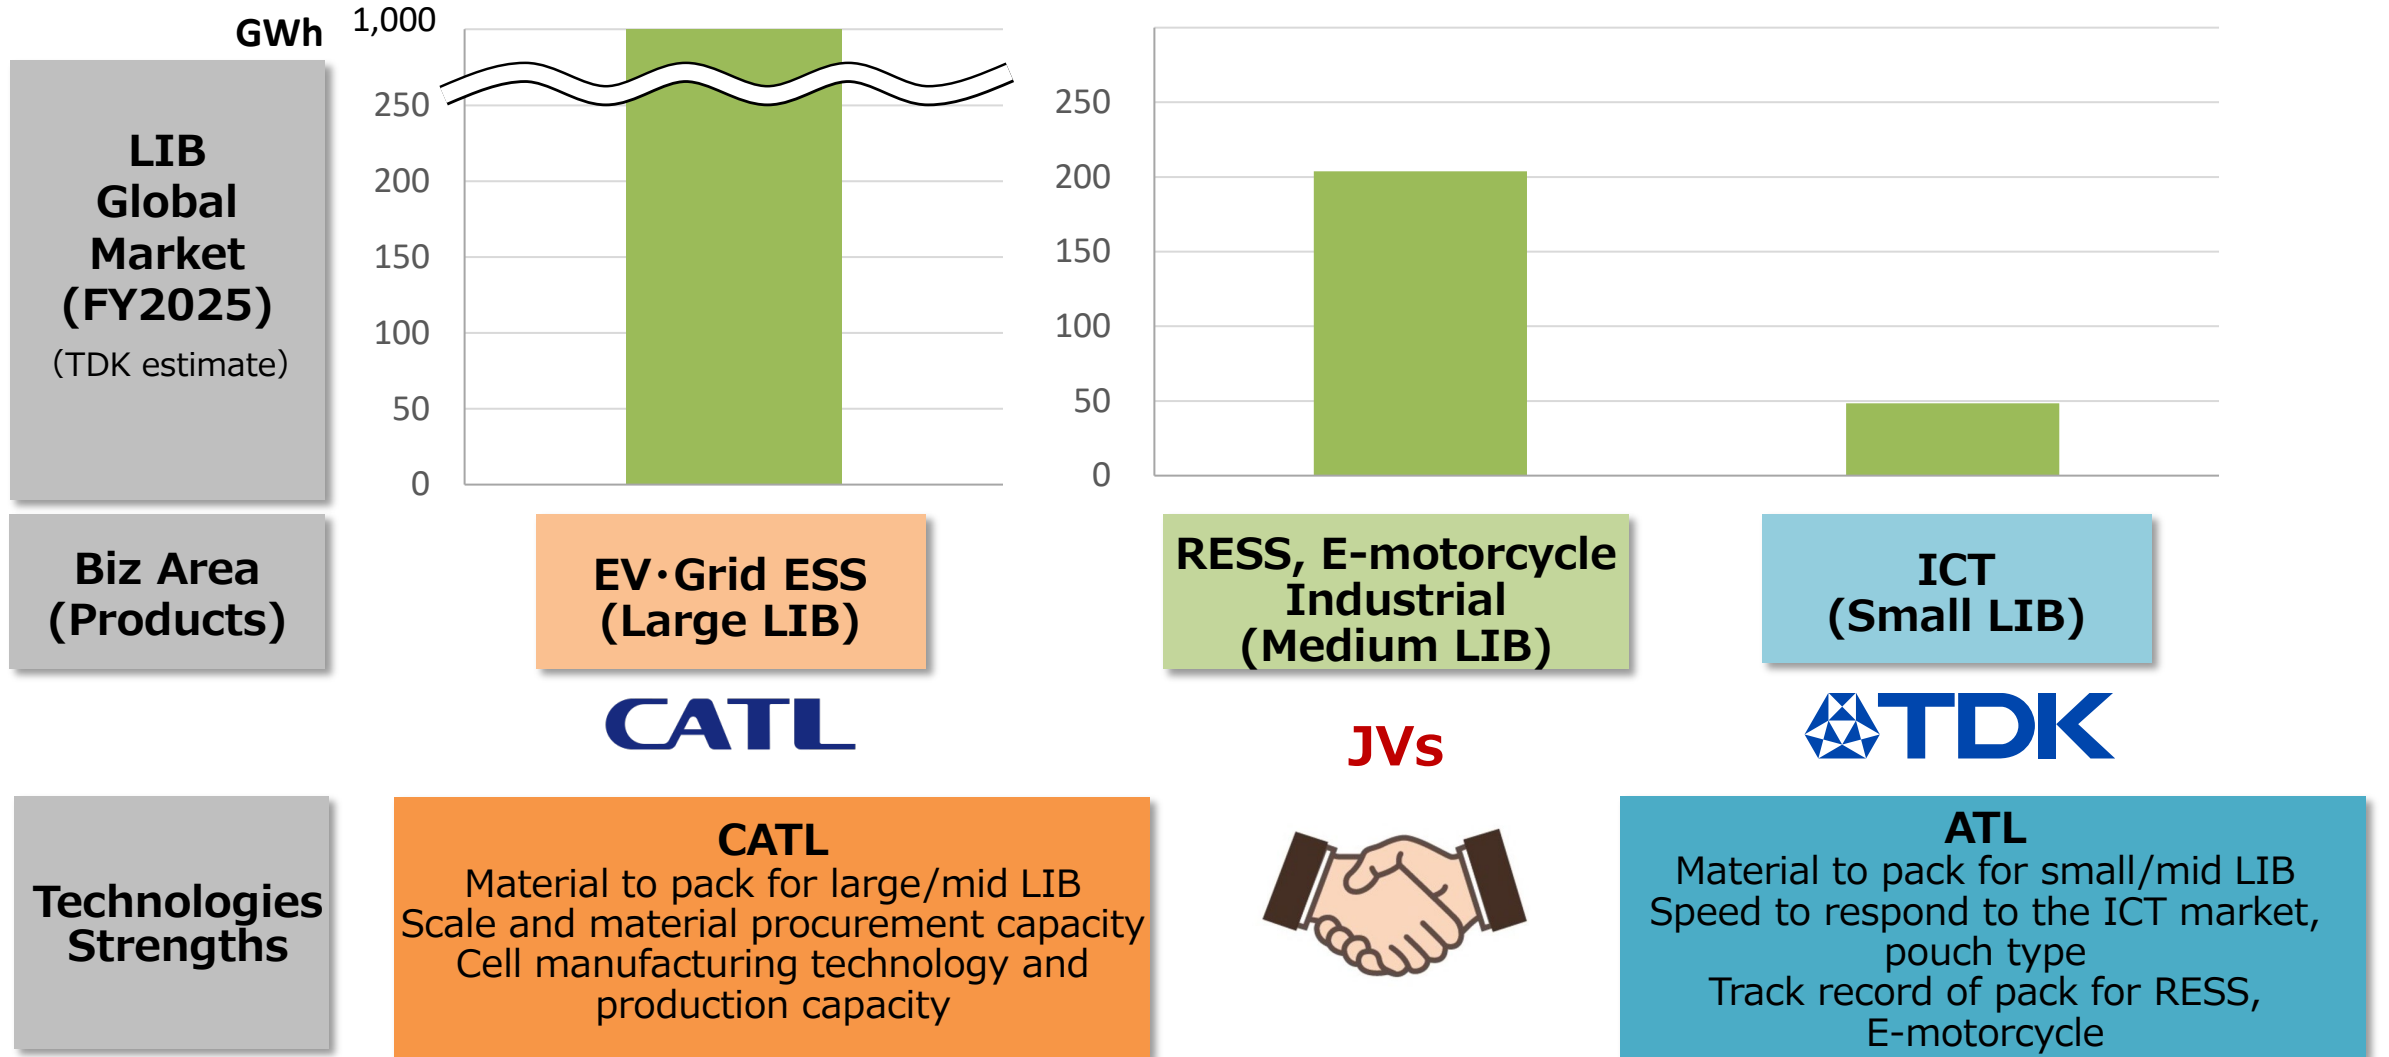 GWh
1,000
250
200
150
100
50
0
250
200
150
100
50
0
LIB
Global
Market
(FY2025)
（TDK estimate）
Biz Area
(Products)
EV･Grid ESS
(Large LIB)
RESS, E-motorcycle
Industrial
(Medium LIB)
ICT
(Small LIB)
CATL
JVs
TDK
Technologies
Strengths
CATL
Material to pack for large/mid LIB
Scale and material procurement capacity
Cell manufacturing technology and
production capacity
ATL
Material to pack for small/mid LIB
Speed to respond to the ICT market,
pouch type
Track record of pack for RESS,
E-motorcycle